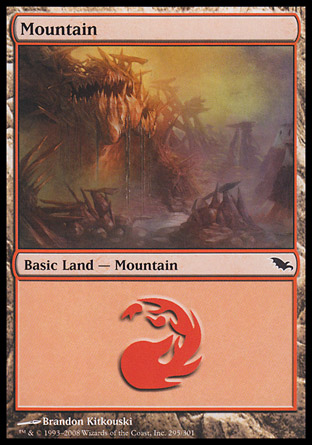 Mountain
Basic Land — Mountain
Brandon Kitkouski
™ & © 1993–2008 Wizards of the Coast, Inc. 295/301